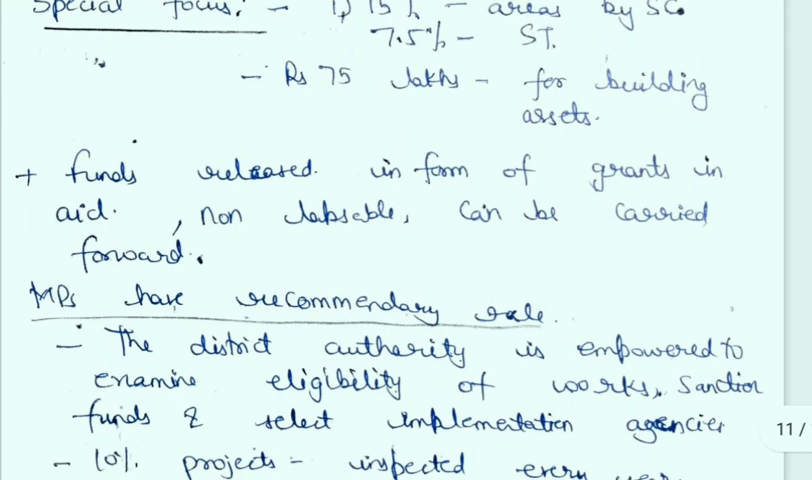 Special focus: - 1) 15% - areas by SC.
7.5% - ST.
- Rs 75 lakhs - for building
assets.
+ funds released in form of grants in
aid. , non lapsable, Can be carried
forward.
MPs have recommendary role.
- The district authority is empowered to
examine eligibility of works, Sanction
funds & select implementation agencies
- 10% projects - inspected every year
11 /